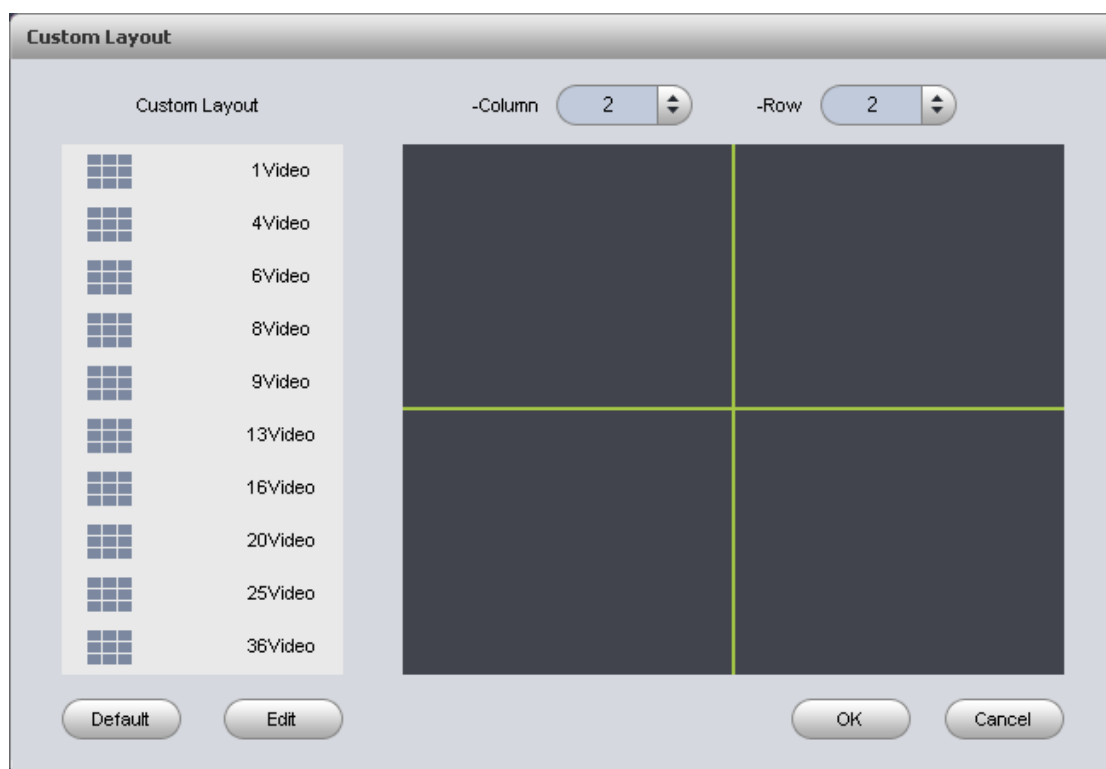 Custom Layout
Custom Layout
-Column 2 -Row 2
1Video
4Video
6Video
8Video
9Video
13Video
16Video
20Video
25Video
36Video
Default Edit OK Cancel